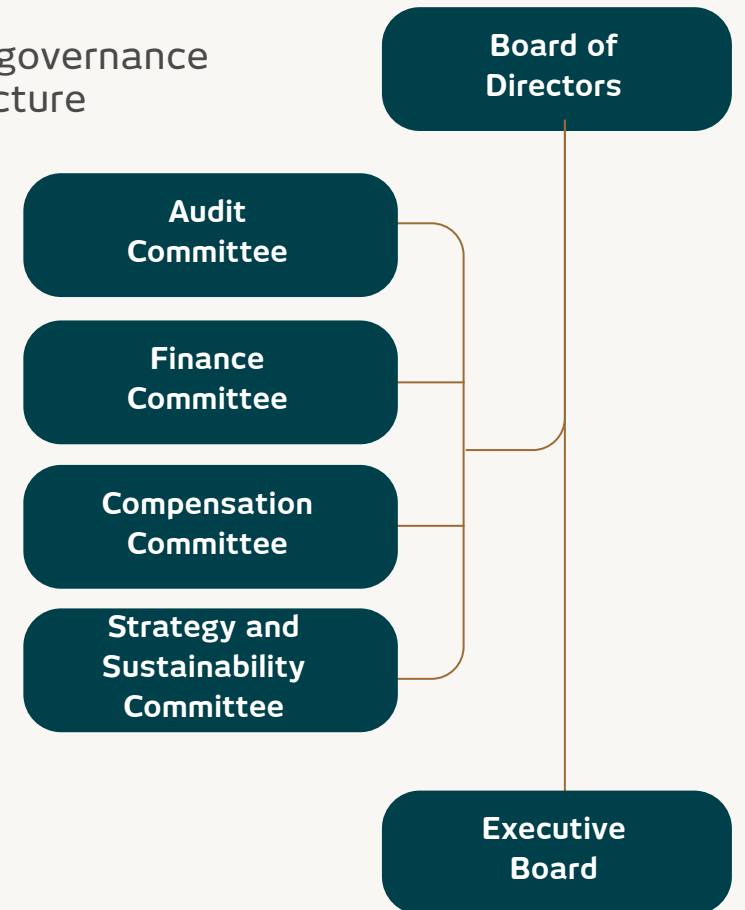 governance
cture
Board of
Directors
Audit
Committee
Finance
Committee
Compensation
Committee
Strategy and
Sustainability
Committee
Executive
Board